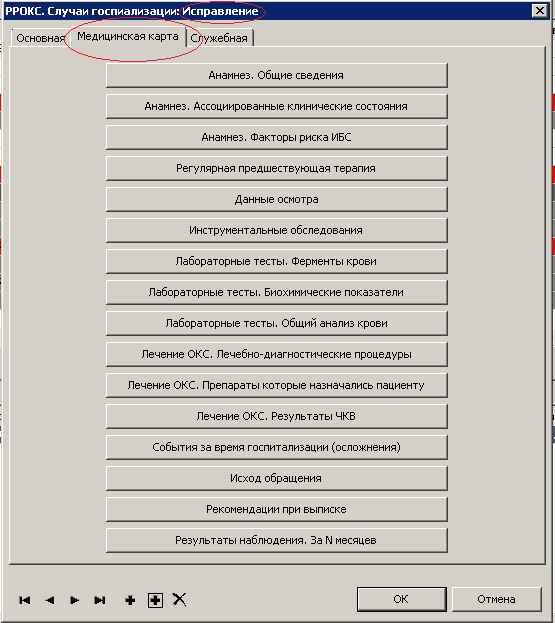 РРОКС. Случаи госпиализации: Исправление
Основная Медицинская карта Служебная
Анамнез. Общие сведения
Анамнез. Ассоциированные клинические состояния
Анамнез. Факторы риска ИБС
Регулярная предшествующая терапия
Данные осмотра
Инструментальные обследования
Лабораторные тесты. Ферменты крови
Лабораторные тесты. Биохимические показатели
Лабораторные тесты. Общий анализ крови
Лечение ОКС. Лечебно-диагностические процедуры
Лечение ОКС. Препараты которые назначались пациенту
Лечение ОКС. Результаты ЧКВ
События за время госпитализации (осложнения)
Исход обращения
Рекомендации при выписке
Результаты наблюдения. За N месяцев
ОК Отмена